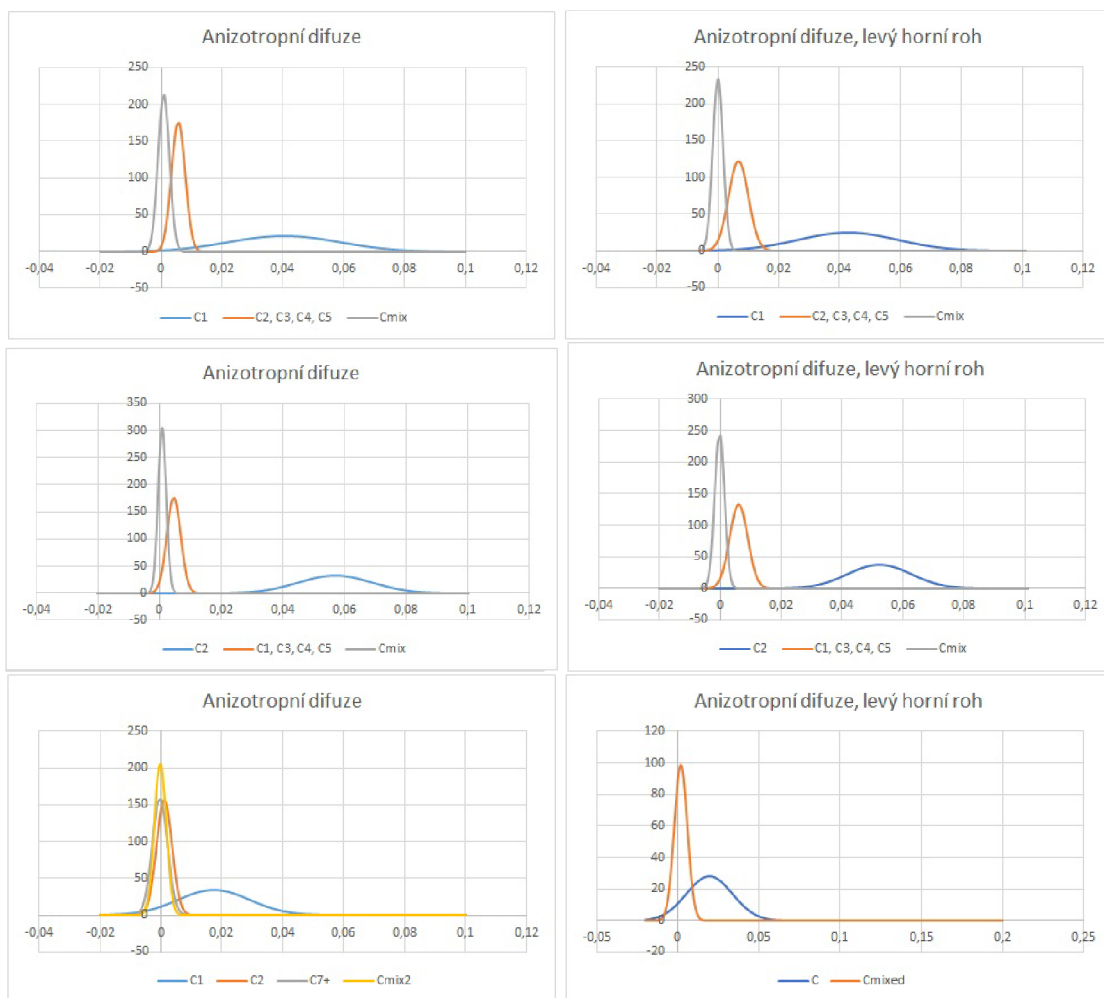 Anizotropní difuze
250
200
150
100
50
0
-50
-0,04 -0,02 0 0,02 0,04 0,06 0,08 0,1 0,12
C1 C2, C3, C4, C5 Cmix
Anizotropní difuze, levý horní roh
250
200
150
100
50
0
-50
-0,04 -0,02 0 0,02 0,04 0,06 0,08 0,1 0,12
C1 C2, C3, C4, C5 Cmix
Anizotropní difuze
350
300
250
200
150
100
50
0
-50
-0,04 -0,02 0 0,02 0,04 0,06 0,08 0,1 0,12
C2 C1, C3, C4, C5 Cmix
Anizotropní difuze, levý horní roh
300
250
200
150
100
50
0
-50
-0,04 -0,02 0 0,02 0,04 0,06 0,08 0,1 0,12
C2 C1, C3, C4, C5 Cmix
Anizotropní difuze
250
200
150
100
50
0
-50
-0,04 -0,02 0 0,02 0,04 0,06 0,08 0,1 0,12
C1 C2 C7+ Cmix2
Anizotropní difuze, levý horní roh
120
100
80
60
40
20
0
-20
-0,05 0 0,05 0,1 0,15 0,2 0,25
C Cmixed